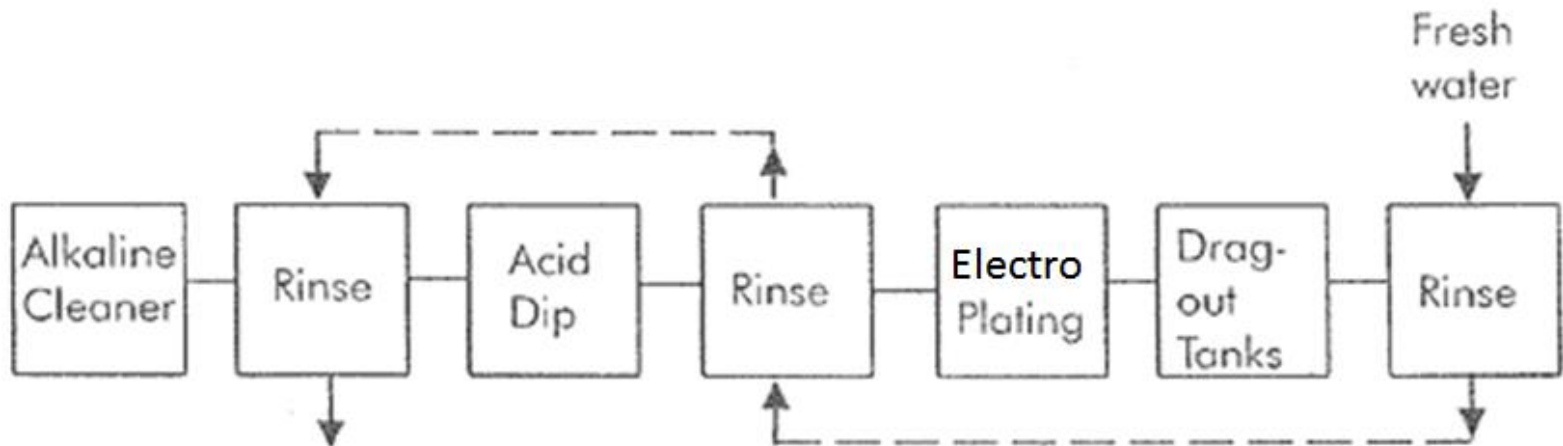 Fresh
water
Alkaline
Cleaner
Rinse
Acid
Dip
Rinse
Electro
Plating
Drag-
out
Tanks
Rinse